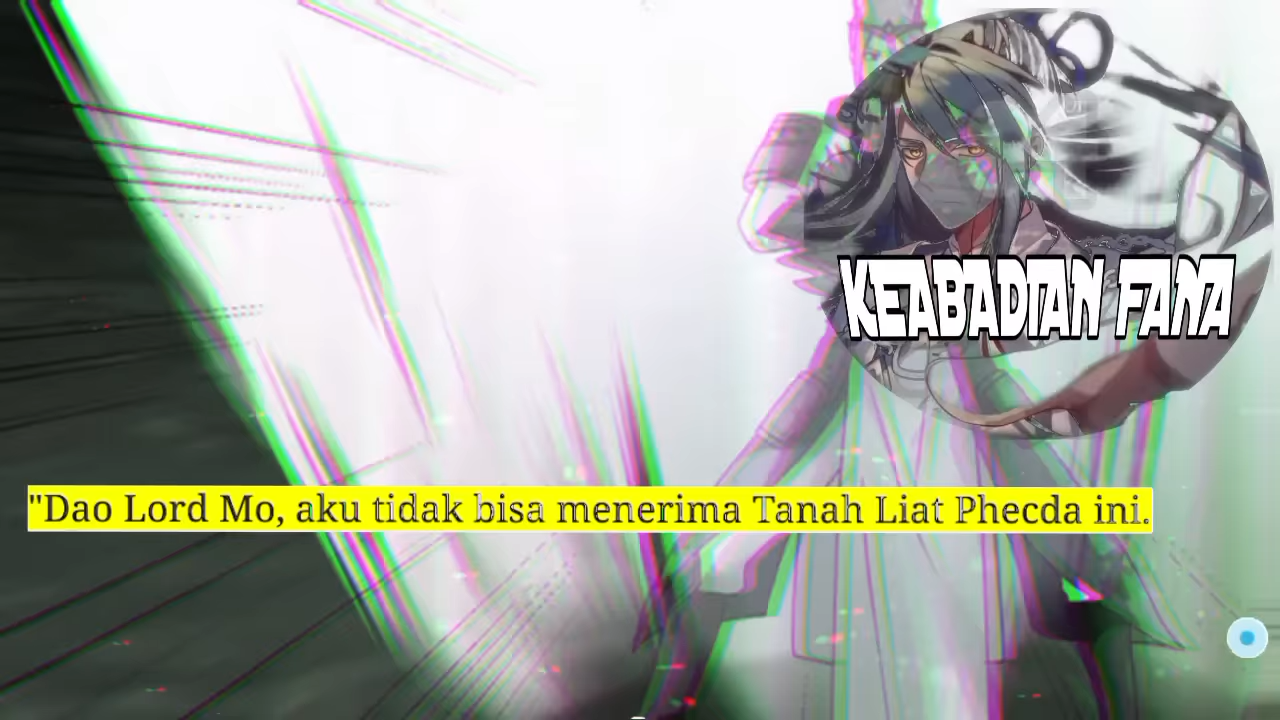 KEABADIAN FANA
"Dao Lord Mo, aku tidak bisa menerima Tanah Liat Phecda ini.